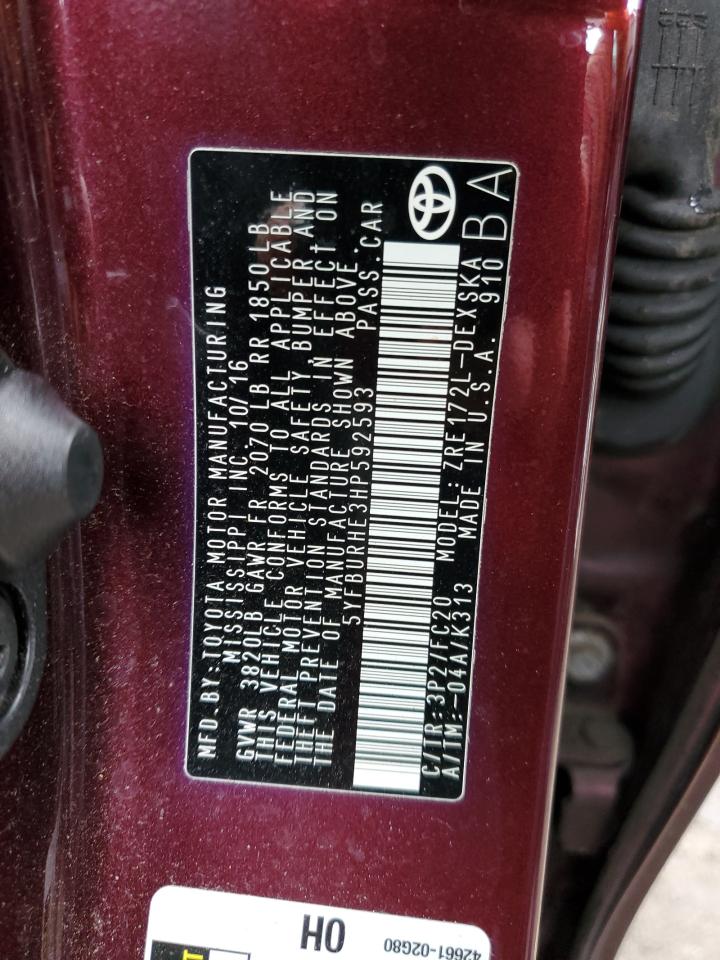 MFD.BY:TOYOTA MOTOR MANUFACTURING
MISSISSIPPI INC. 10/16
GVWR 3820LB GAWR FR 2070 LB RR 1850 LB
THIS VEHICLE CONFORMS TO ALL APPLICABLE
FEDERAL MOTOR VEHICLE SAFETY, BUMPER, AND
THEFT PREVENTION STANDARDS IN EFFECT ON
THE DATE OF MANUFACTURE SHOWN ABOVE.
5YFBURHE3HP592593 PASS.CAR
C/TR:3P2/FC20 MODEL:ZRE172L-DEXSKA
A/TM:-04A/K313 MADE IN U.S.A. 910
BA
0H
42661-02G80